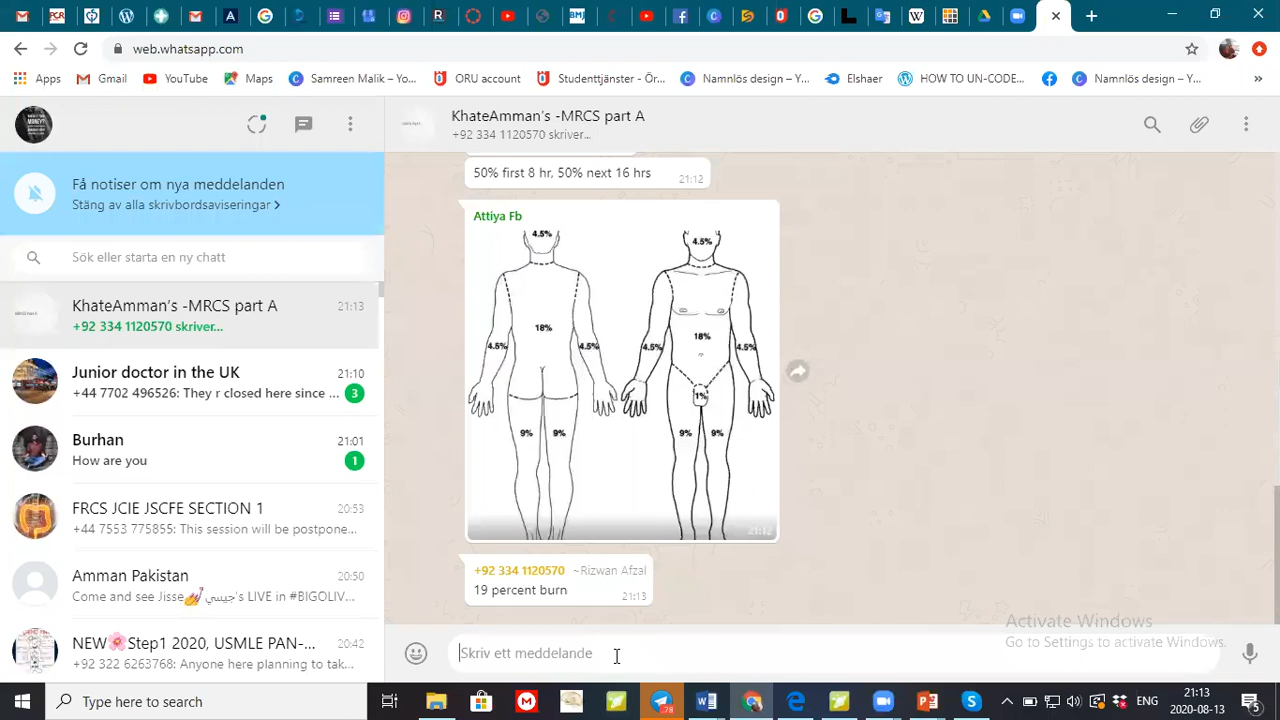 web.whatsapp.com
Apps
Gmail
YouTube
Maps
Samreen Malik – Yo...
ORU account
Studenttjänster - Ör...
Namnlös design – Y...
Elshaer
HOW TO UN-CODE...
Namnlös design – Y...
»
KhateAmman's -MRCS part A
+92 334 1120570 skriver...
Få notiser om nya meddelanden
Stäng av alla skrivbordsaviseringar >
Sök eller starta en ny chatt
KhateAmman's -MRCS part A 21:13
+92 334 1120570 skriver...
Junior doctor in the UK 21:10
+44 7702 496526: They r closed here since ... 3
Burhan 21:01
How are you 1
FRCS JCIE JSCFE SECTION 1 20:53
+44 7553 775855: This session will be postpone...
Amman Pakistan 20:50
Come and see Jisse💅جيسي's LIVE in #BIGOLIV...
NEW🌸Step1 2020, USMLE PAN-... 20:42
+92 322 6263768: Anyone here planning to tak...
50% first 8 hr, 50% next 16 hrs 21:12
Attiya Fb
4.5% 4.5%
18% 18%
4.5% 4.5% 4.5% 4.5%
1%
9% 9% 9% 9%
21:12
+92 334 1120570 ~Rizwan Afzal
19 percent burn 21:13
Skriv ett meddelande
Activate Windows
Go to Settings to activate Windows.
Type here to search
78
ENG
21:13
2020-08-13
5